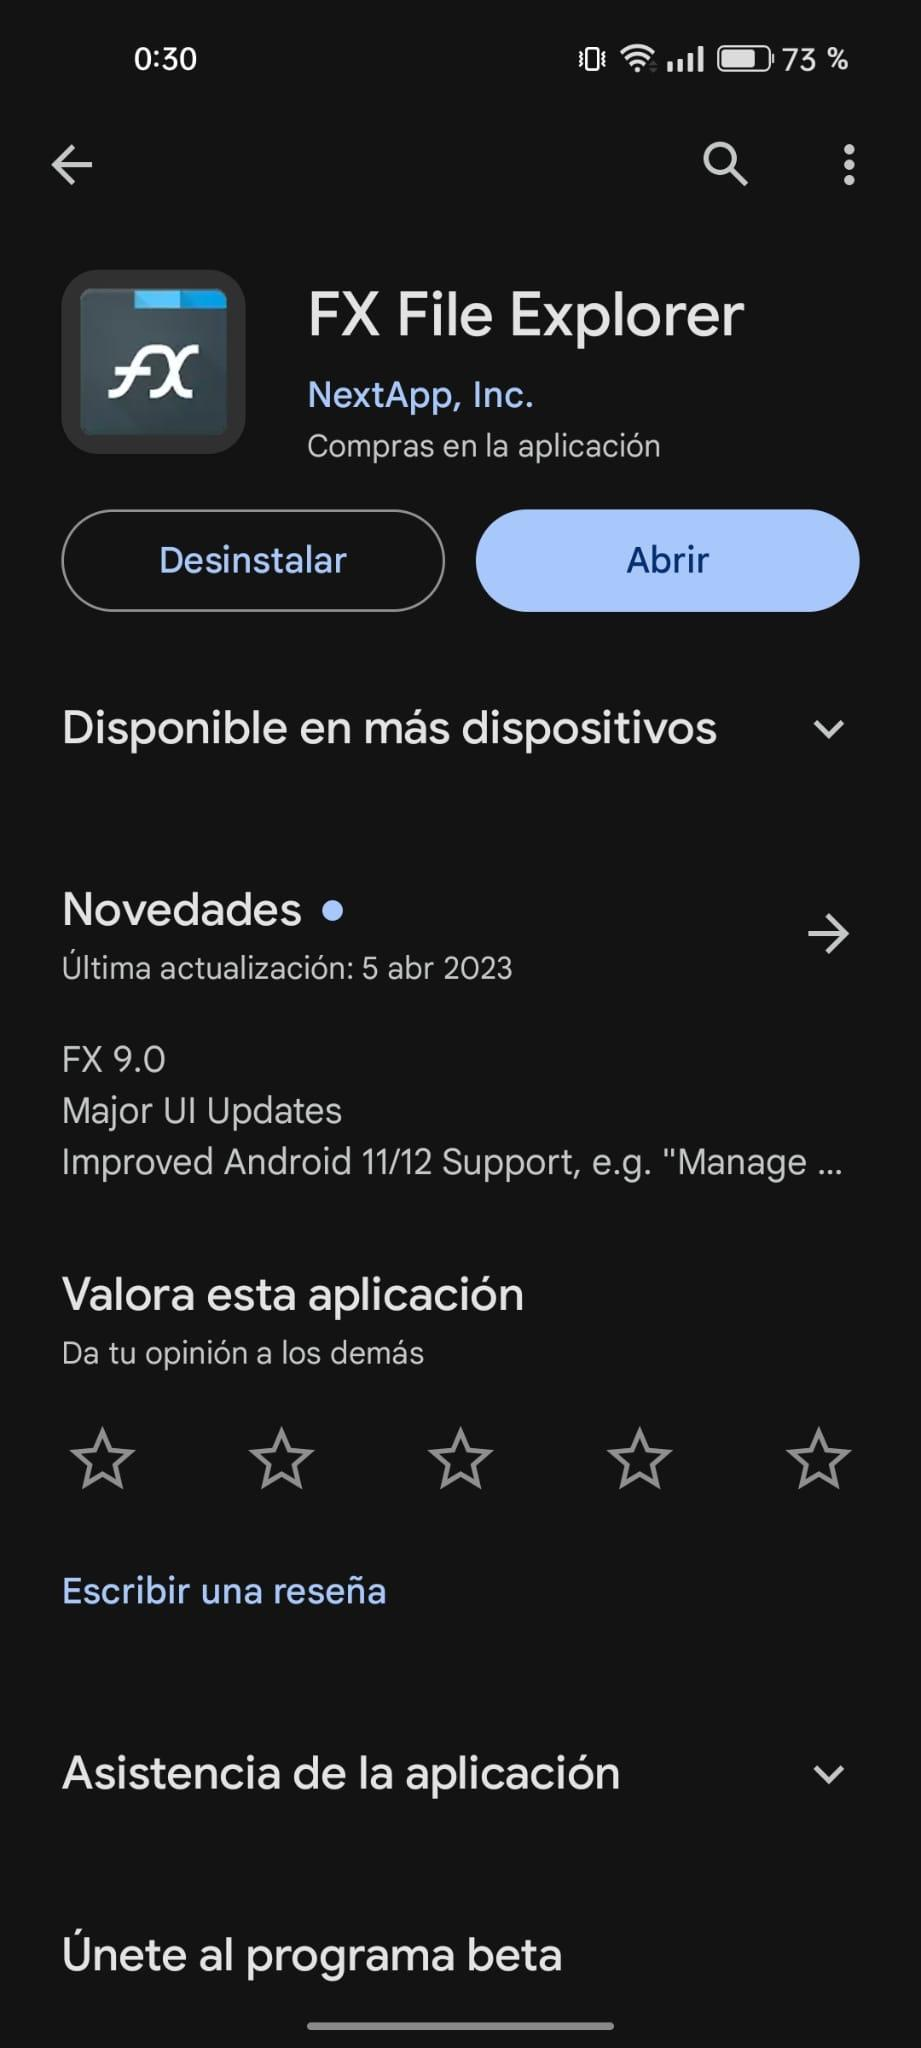 0:30
73 %
FX
FX File Explorer
NextApp, Inc.
Compras en la aplicación
Desinstalar
Abrir
Disponible en más dispositivos
Novedades
Última actualización: 5 abr 2023
FX 9.0
Major UI Updates
Improved Android 11/12 Support, e.g. "Manage ...
Valora esta aplicación
Da tu opinión a los demás
Escribir una reseña
Asistencia de la aplicación
Únete al programa beta